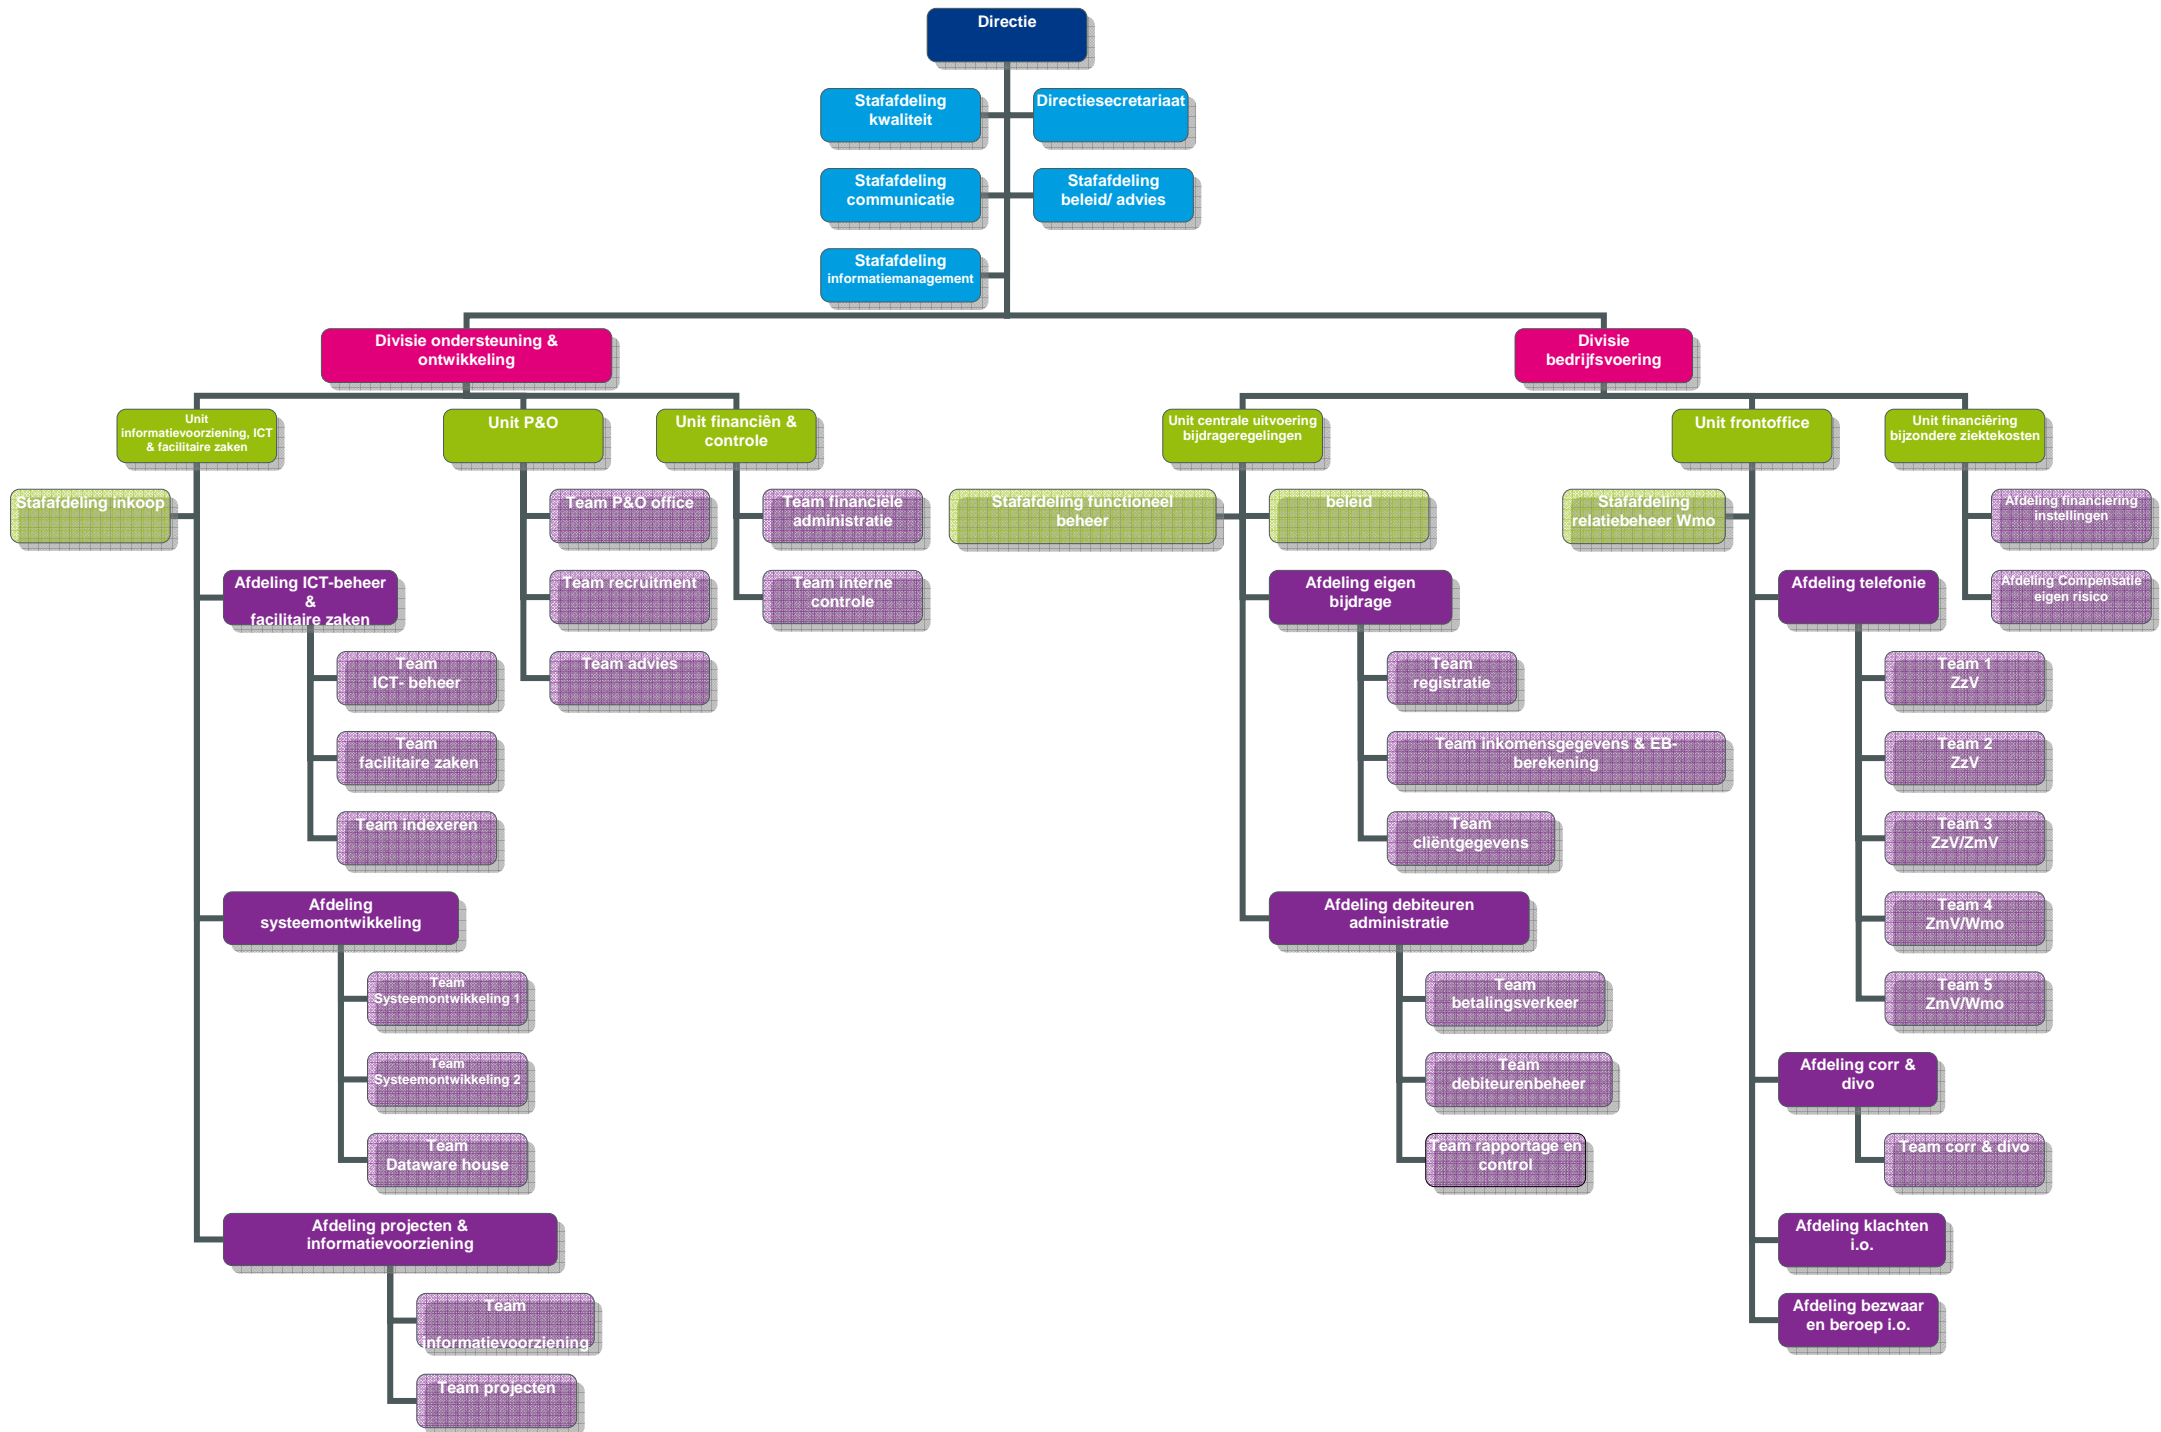 Directie
Stafafdeling
kwaliteit
Directiesecretariaat
Stafafdeling
communicatie
Stafafdeling
beleid/ advies
Stafafdeling
informatiemanagement
Divisie ondersteuning &
ontwikkeling
Divisie
bedrijfsvoering
Unit
informatievoorziening, ICT
& facilitaire zaken
Unit P&O
Unit financiên &
controle
Unit centrale uitvoering
bijdrageregelingen
Unit frontoffice
Unit financiêring
bijzondere ziektekosten
Stafafdeling inkoop
Team P&O office
Team financiële
administratie
Stafafdeling functioneel
beheer
beleid
Stafafdeling
relatiebeheer Wmo
Afdeling financiering
instellingen
Afdeling ICT-beheer
&
facilitaire zaken
Team recruitment
Team interne
controle
Afdeling eigen
bijdrage
Afdeling telefonie
Afdeling Compensatie
eigen risico
Team
ICT- beheer
Team advies
Team
registratie
Team 1
ZzV
Team
facilitaire zaken
Team inkomensgegevens & EB-
berekening
Team 2
ZzV
Team indexeren
Team
cliëntgegevens
Team 3
ZzV/ZmV
Afdeling
systeemontwikkeling
Afdeling debiteuren
administratie
Team 4
ZmV/Wmo
Team
Systeemontwikkeling 1
Team
betalingsverkeer
Team 5
ZmV/Wmo
Team
Systeemontwikkeling 2
Team
debiteurenbeheer
Afdeling corr &
divo
Team
Dataware house
Team rapportage en
control
Team corr & divo
Afdeling projecten &
informatievoorziening
Afdeling klachten
i.o.
Team
informatievoorziening
Afdeling bezwaar
en beroep i.o.
Team projecten